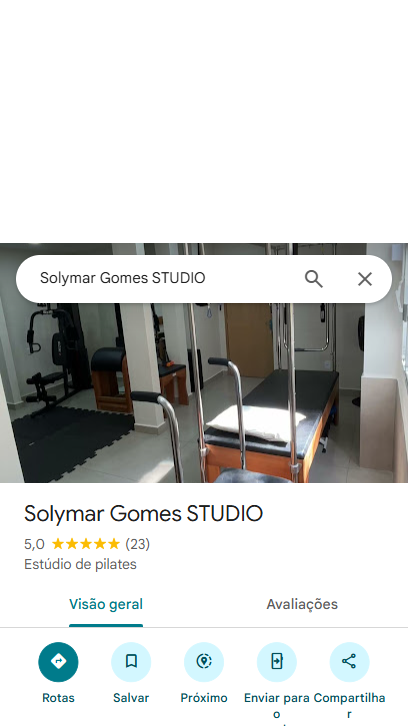 Solymar Gomes STUDIO
Solymar Gomes STUDIO
5,0 (23)
Estúdio de pilates
Visão geral Avaliações
Rotas Salvar Próximo Enviar para o Compartilhar